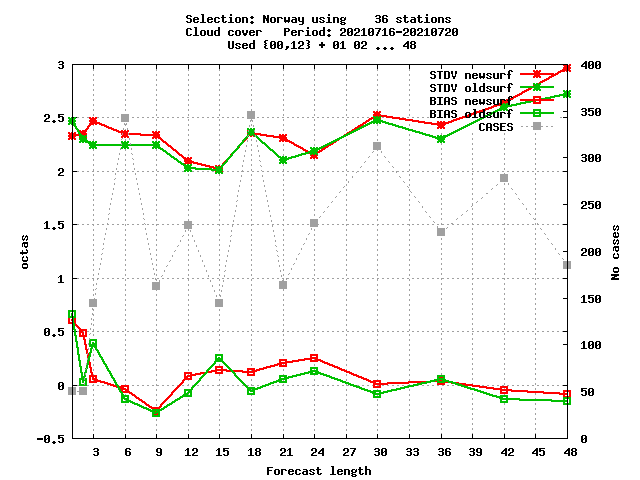 Selection: Norway using    36 stations
Cloud cover   Period: 20210716-20210720
Used {00,12} + 01 02 ... 48
3
2.5
2
1.5
1
0.5
0
-0.5
octas
400
350
300
250
200
150
100
50
0
No cases
STDV newsurf
STDV oldsurf
BIAS newsurf
BIAS oldsurf
CASES
3 6 9 12 15 18 21 24 27 30 33 36 39 42 45 48
Forecast length